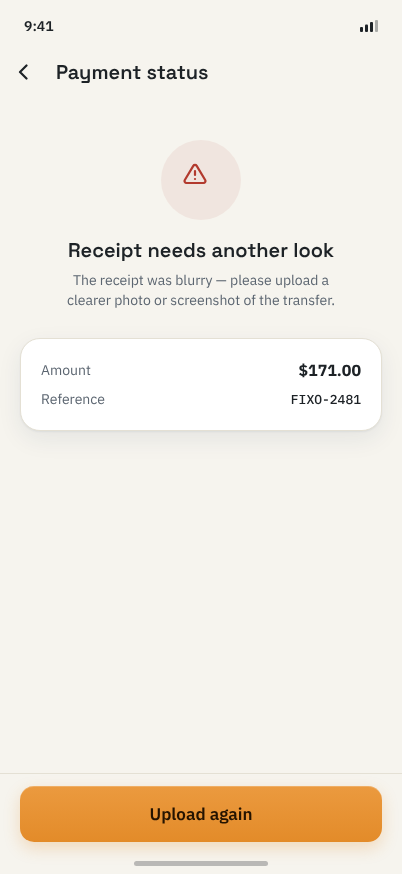 9:41
Payment status
Receipt needs another look
The receipt was blurry — please upload a
clearer photo or screenshot of the transfer.
Amount $171.00
Reference FIXO-2481
Upload again